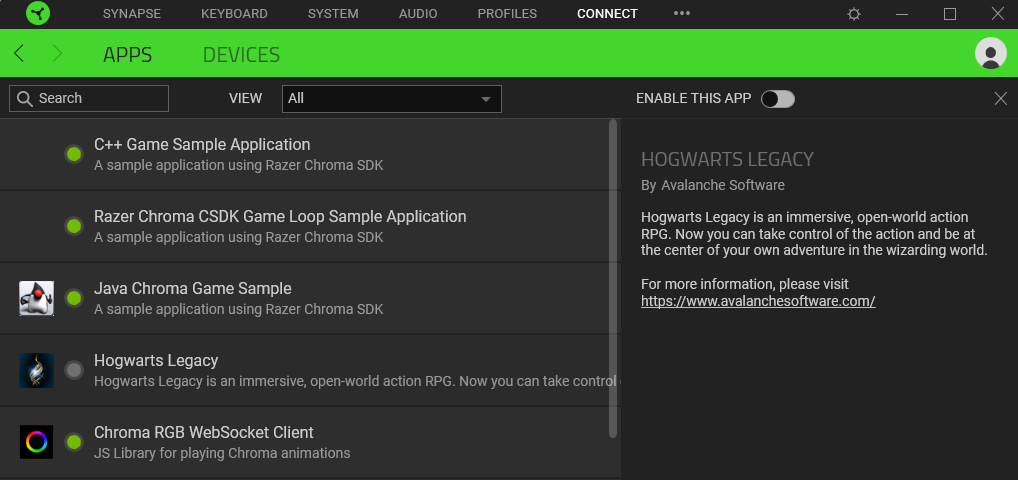 SYNAPSE KEYBOARD SYSTEM AUDIO PROFILES CONNECT
APPS DEVICES
Search VIEW All ENABLE THIS APP
C++ Game Sample Application
A sample application using Razer Chroma SDK
Razer Chroma CSDK Game Loop Sample Application
A sample application using Razer Chroma SDK
Java Chroma Game Sample
A sample application using Razer Chroma SDK
Hogwarts Legacy
Hogwarts Legacy is an immersive, open-world action RPG. Now you can take control
Chroma RGB WebSocket Client
JS Library for playing Chroma animations
HOGWARTS LEGACY
By Avalanche Software
Hogwarts Legacy is an immersive, open-world action
RPG. Now you can take control of the action and be at
the center of your own adventure in the wizarding world.
For more information, please visit
https://www.avalanchesoftware.com/